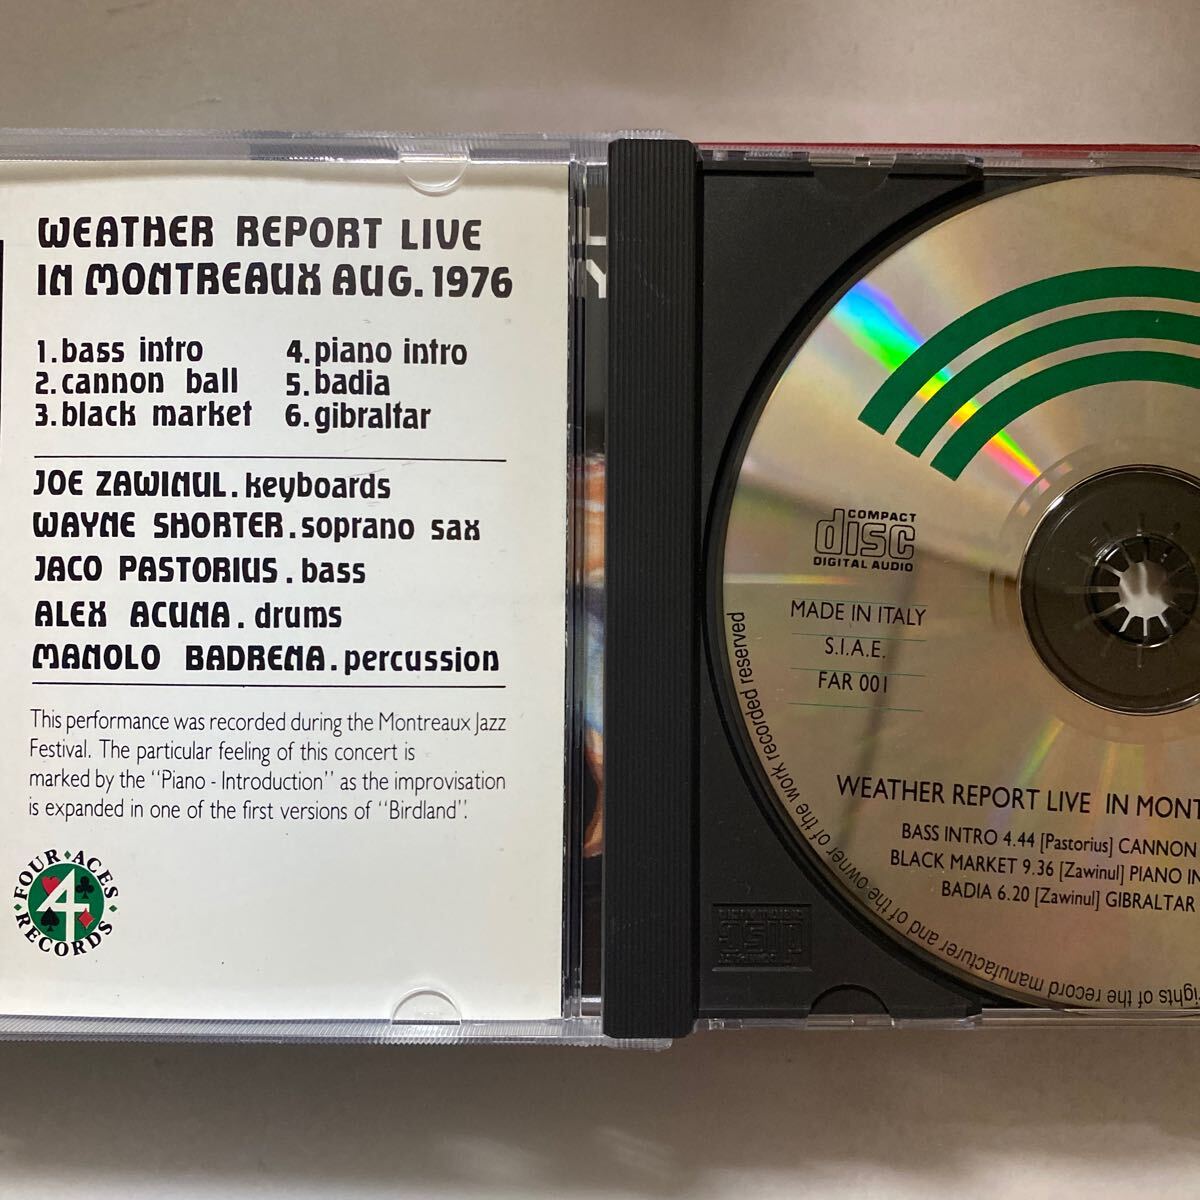 WEATHER REPORT LIVE
IN MONTREAUX AUG. 1976
1. bass intro
2. cannon ball
3. black market
4. piano intro
5. badia
6. gibraltar
JOE ZAWINUL. keyboards
WAYNE SHORTER. soprano sax
JACO PASTORIUS. bass
ALEX ACUNA. drums
MANOLO BADRENA. percussion
This performance was recorded during the Montreaux Jazz
Festival. The particular feeling of this concert is
marked by the "Piano - Introduction" as the improvisation
is expanded in one of the first versions of "Birdland".
FOUR ACES
4
RECORDS
COMPACT
disc
DIGITAL AUDIO
MADE IN ITALY
S.I.A.E.
FAR 001
WEATHER REPORT LIVE IN MONT
BASS INTRO 4.44 [Pastorius] CANNON
BLACK MARKET 9.36 [Zawinul] PIANO IN
BADIA 6.20 [Zawinul] GIBRALTAR
rights of the record manufacturer and of the owner of the work recorded reserved